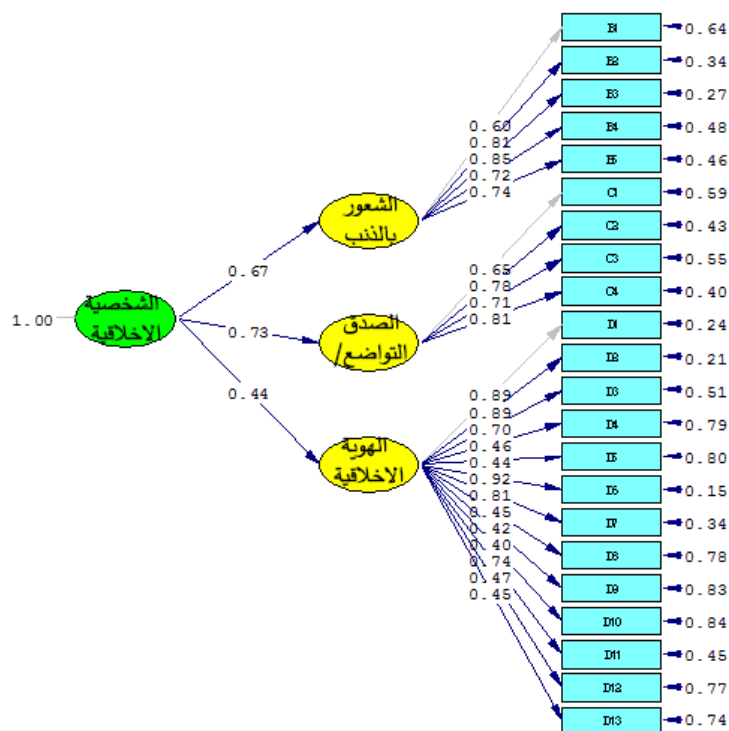 1.00
الشخصية
الاخلاقية
0.67
0.73
0.44
الشعور
بالذنب
الصدق
التواضع/
الهوية
الاخلاقية
0.60
0.81
0.85
0.72
0.74
0.65
0.78
0.71
0.81
0.89
0.89
0.70
0.46
0.44
0.92
0.81
0.45
0.42
0.40
0.74
0.47
0.45
B1 0.64
B2 0.34
B3 0.27
B4 0.48
B5 0.46
C1 0.59
C2 0.43
C3 0.55
C4 0.40
D1 0.24
D2 0.21
D3 0.51
D4 0.79
D5 0.80
D6 0.15
D7 0.34
D8 0.78
D9 0.83
D10 0.84
D11 0.45
D12 0.77
D13 0.74